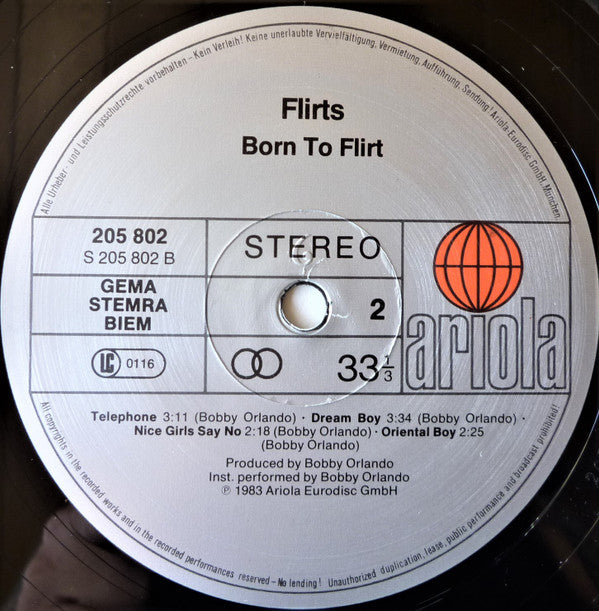 Alle Urheber- und Leistungsschutzrechte vorbehalten – Kein Verleih! Keine unerlaubte Vervielfältigung, Vermietung, Aufführung, Sendung! Ariola Eurodisc GmbH, München
Flirts
Born To Flirt
205 802
S 205 802 B
STEREO
GEMA
STEMRA
BIEM
2
LC 0116
33 1/3
ariola
Telephone 3:11 (Bobby Orlando) · Dream Boy 3:34 (Bobby Orlando) ·
Nice Girls Say No 2:18 (Bobby Orlando) · Oriental Boy 2:25
(Bobby Orlando)
Produced by Bobby Orlando
Inst. performed by Bobby Orlando
℗ 1983 Ariola Eurodisc GmbH
All copyrights in the recorded works and in the recorded performances reserved – No lending! Unauthorized duplication, lease, public performance and broadcast prohibited!